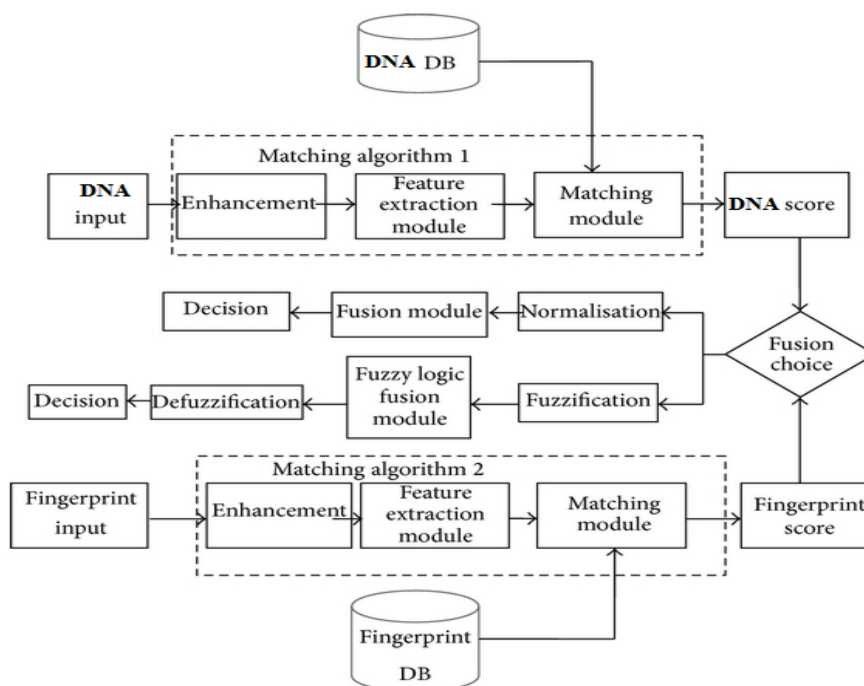 DNA DB
Matching algorithm 1
DNA
input
Enhancement
Feature
extraction
module
Matching
module
DNA score
Decision
Fusion module
Normalisation
Fusion
choice
Decision
Defuzzification
Fuzzy logic
fusion
module
Fuzzification
Matching algorithm 2
Fingerprint
input
Enhancement
Feature
extraction
module
Matching
module
Fingerprint
score
Fingerprint
DB